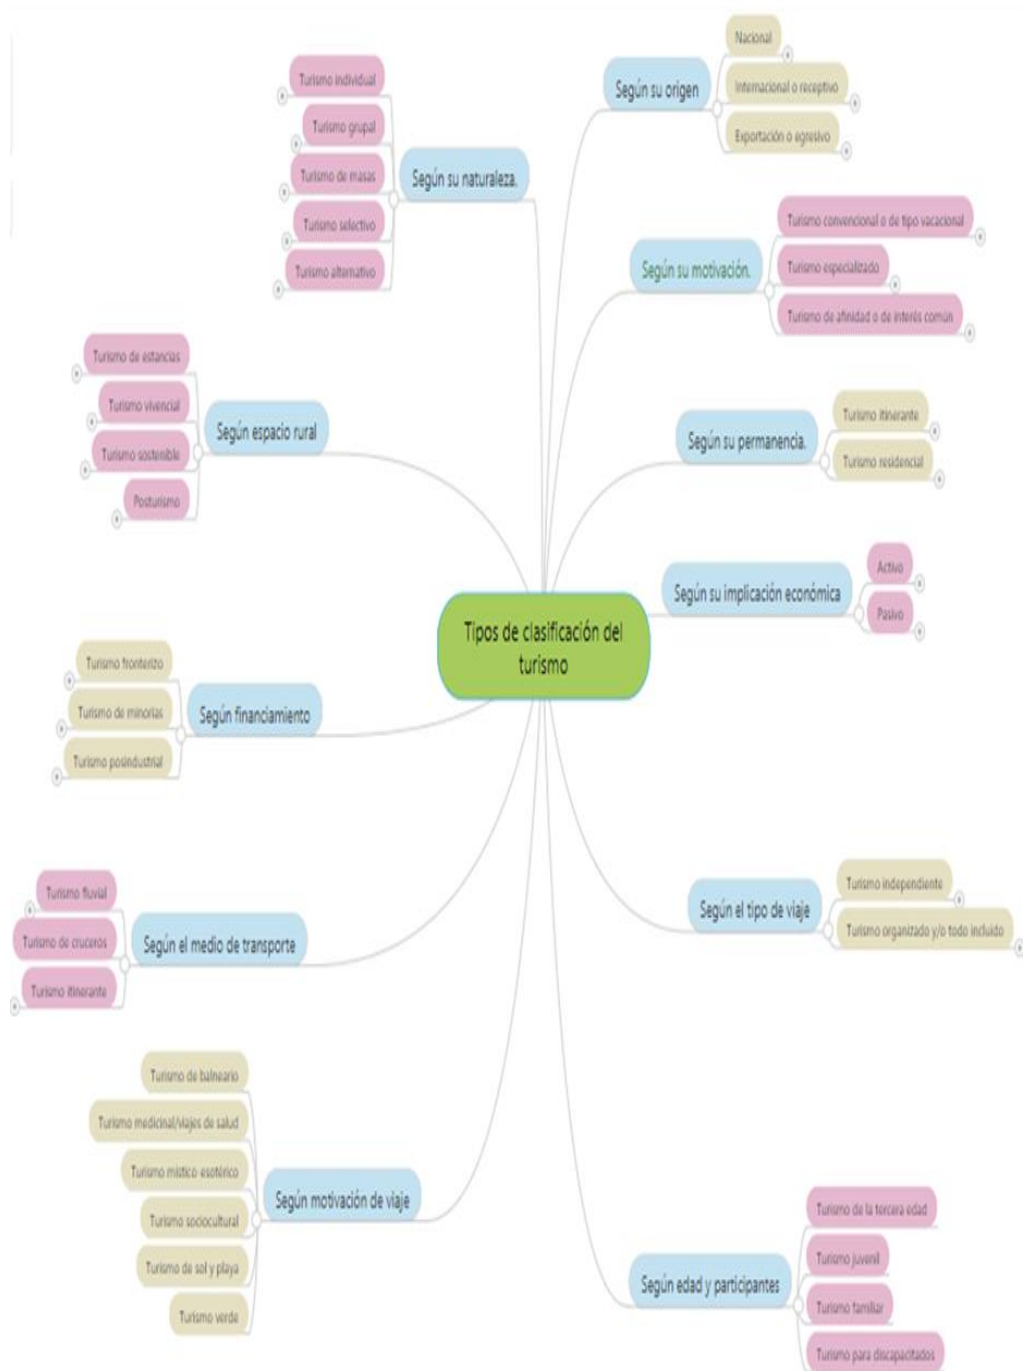 Tipos de clasificación del
turismo
Según su origen
Nacional
Internacional o receptivo
Exportación o egresivo
Según su motivación.
Turismo convencional o de tipo vacacional
Turismo especializado
Turismo de afinidad o de interés común
Según su permanencia.
Turismo itinerante
Turismo residencial
Según su implicación económica
Activo
Pasivo
Según el tipo de viaje
Turismo independiente
Turismo organizado y/o todo incluido
Según edad y participantes
Turismo de la tercera edad
Turismo juvenil
Turismo familiar
Turismo para discapacitados
Según su naturaleza.
Turismo individual
Turismo grupal
Turismo de masas
Turismo selectivo
Turismo alternativo
Según espacio rural
Turismo de estancias
Turismo vivencial
Turismo sostenible
Posturismo
Según financiamiento
Turismo fronterizo
Turismo de minorías
Turismo posindustrial
Según el medio de transporte
Turismo fluvial
Turismo de cruceros
Turismo itinerante
Según motivación de viaje
Turismo de balneario
Turismo medicinal/viajes de salud
Turismo místico esotérico
Turismo sociocultural
Turismo de sol y playa
Turismo verde